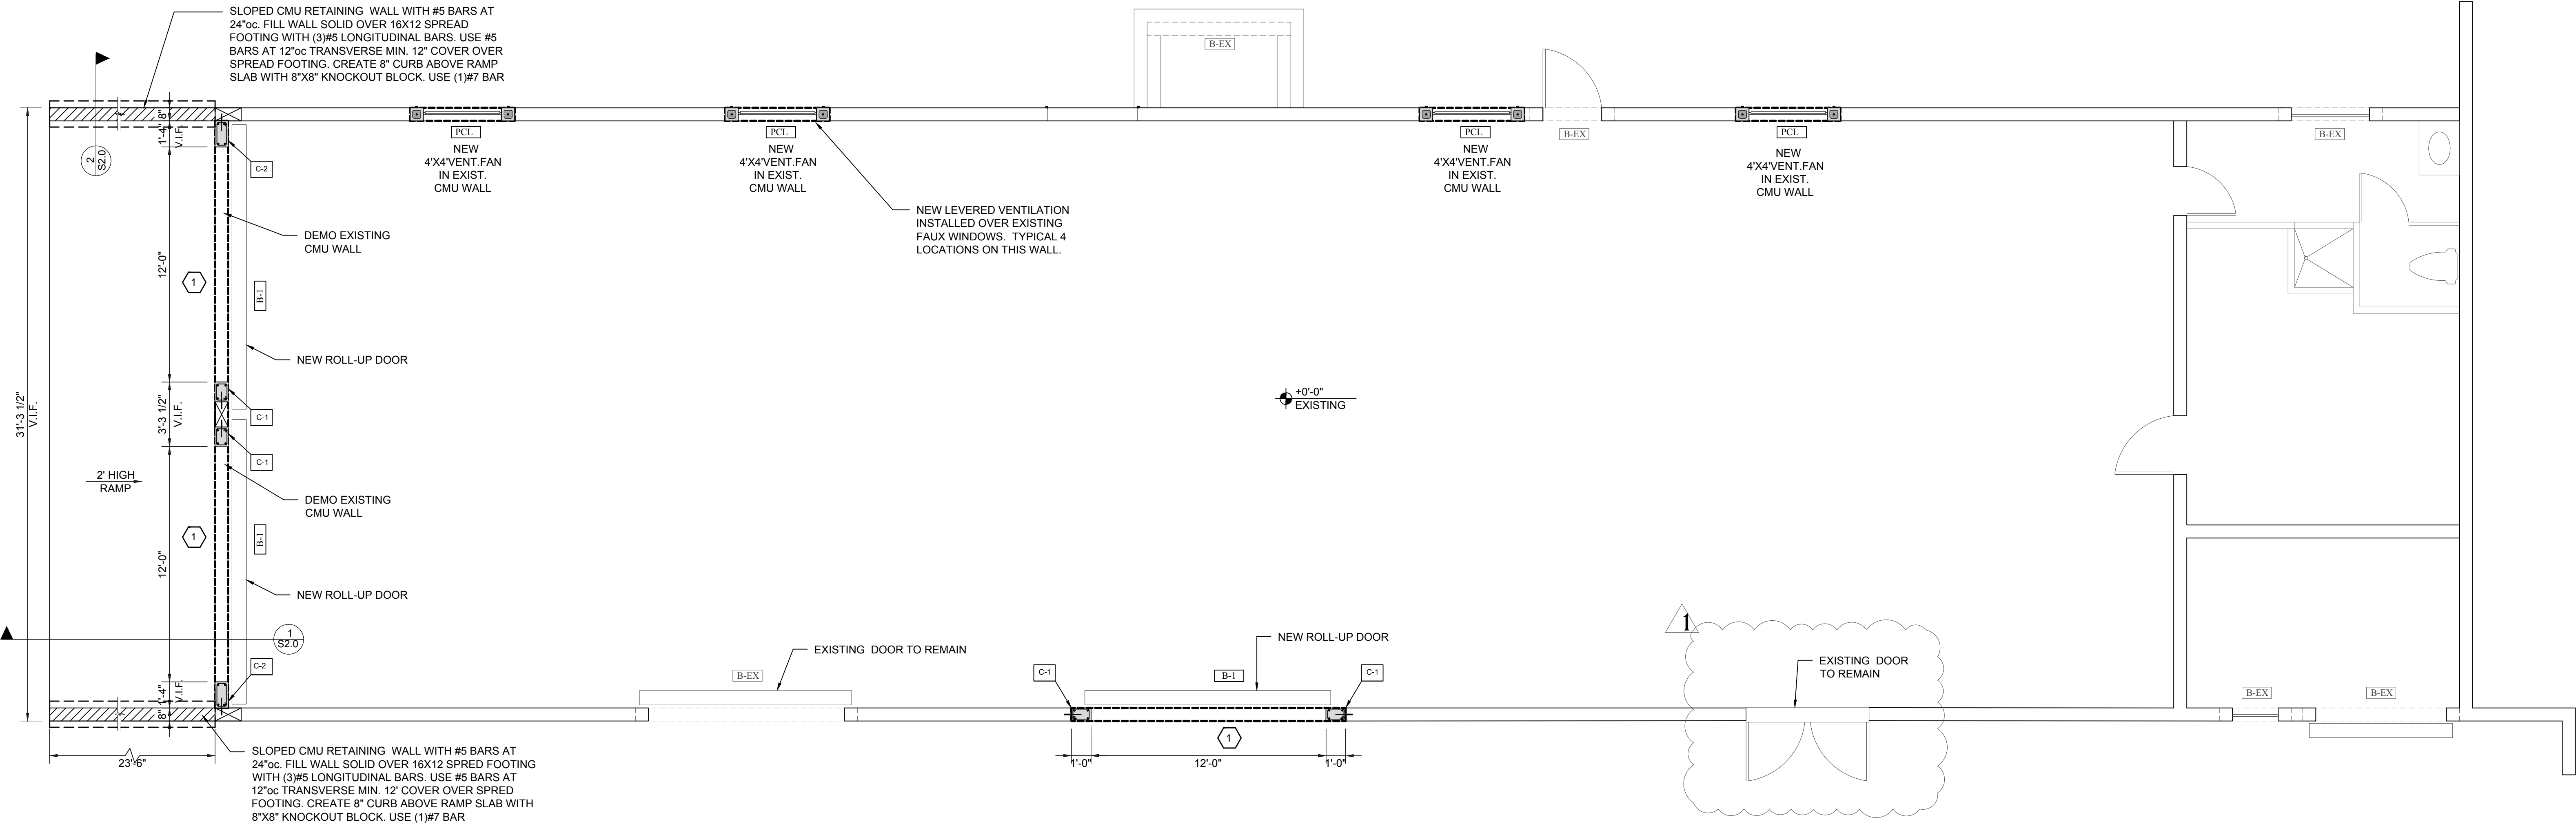 SLOPED CMU RETAINING  WALL WITH #5 BARS AT
24"oc. FILL WALL SOLID OVER 16X12 SPREAD
FOOTING WITH (3)#5 LONGITUDINAL BARS. USE #5
BARS AT 12"oc TRANSVERSE MIN. 12" COVER OVER
SPREAD FOOTING. CREATE 8" CURB ABOVE RAMP
SLAB WITH 8"X8" KNOCKOUT BLOCK. USE (1)#7 BAR
B-EX
2
S2.0
8"
1'-4"
V.I.F.
C-2
PCL
NEW
4'X4'VENT.FAN
IN EXIST.
CMU WALL
PCL
NEW
4'X4'VENT.FAN
IN EXIST.
CMU WALL
PCL
NEW
4'X4'VENT.FAN
IN EXIST.
CMU WALL
B-EX
PCL
NEW
4'X4'VENT.FAN
IN EXIST.
CMU WALL
B-EX
NEW LEVERED VENTILATION
INSTALLED OVER EXISTING
FAUX WINDOWS.  TYPICAL 4
LOCATIONS ON THIS WALL.
DEMO EXISTING
CMU WALL
12'-0"
1
B-1
NEW ROLL-UP DOOR
31'-3 1/2"
V.I.F.
3'-3 1/2"
V.I.F.
C-1
C-1
+0'-0"
EXISTING
2' HIGH
RAMP
DEMO EXISTING
CMU WALL
12'-0"
1
B-1
NEW ROLL-UP DOOR
1
S2.0
C-2
1'-4"
V.I.F.
8"
EXISTING  DOOR TO REMAIN
B-EX
NEW ROLL-UP DOOR
C-1
B-1
C-1
1
1'-0"
12'-0"
1'-0"
1
EXISTING  DOOR
TO REMAIN
B-EX
B-EX
23'-6"
SLOPED CMU RETAINING  WALL WITH #5 BARS AT
24"oc. FILL WALL SOLID OVER 16X12 SPRED FOOTING
WITH (3)#5 LONGITUDINAL BARS. USE #5 BARS AT
12"oc TRANSVERSE MIN. 12' COVER OVER SPRED
FOOTING. CREATE 8" CURB ABOVE RAMP SLAB WITH
8"X8" KNOCKOUT BLOCK. USE (1)#7 BAR